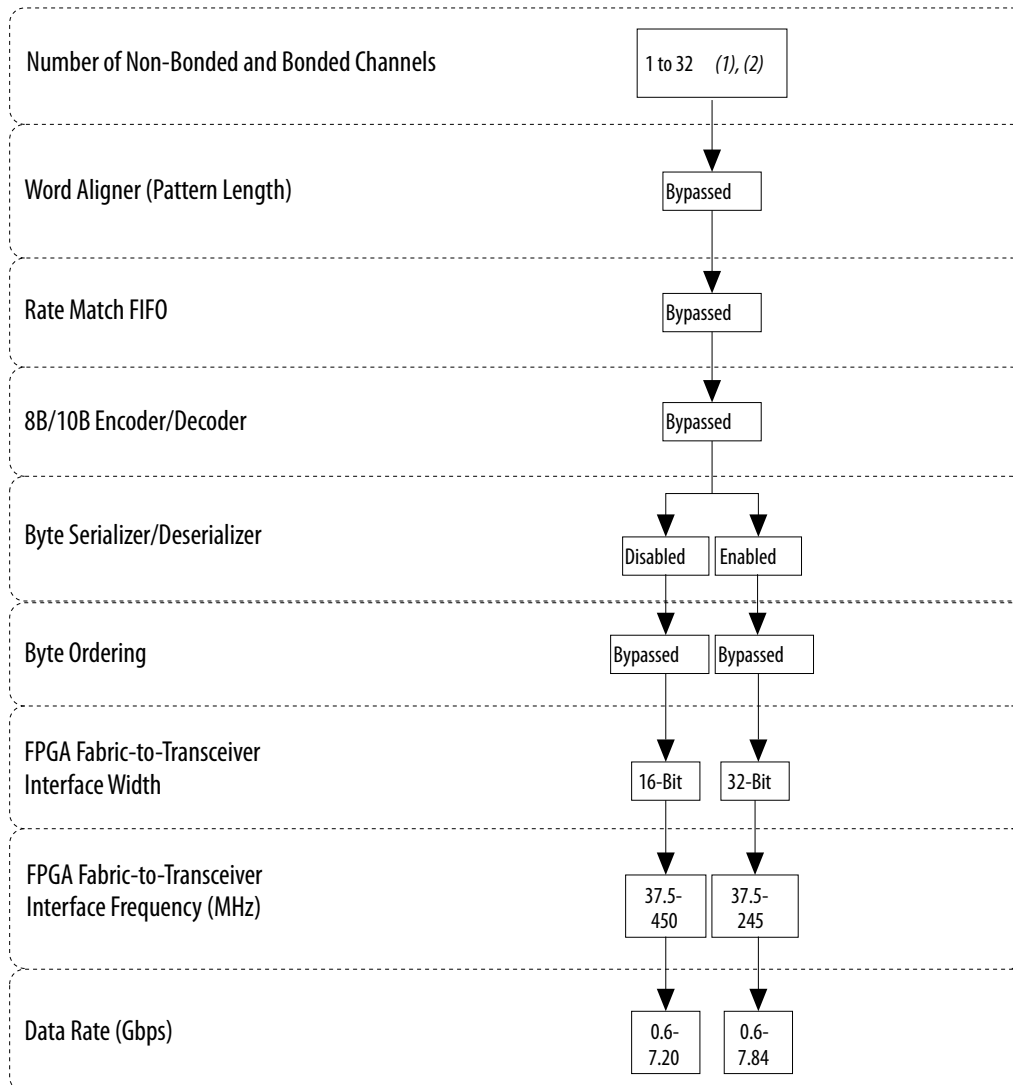 Number of Non-Bonded and Bonded Channels
1 to 32 (1), (2)
Word Aligner (Pattern Length)
Bypassed
Rate Match FIFO
Bypassed
8B/10B Encoder/Decoder
Bypassed
Byte Serializer/Deserializer
Disabled Enabled
Byte Ordering
Bypassed Bypassed
FPGA Fabric-to-Transceiver
Interface Width
16-Bit 32-Bit
FPGA Fabric-to-Transceiver
Interface Frequency (MHz)
37.5- 37.5-
450 245
Data Rate (Gbps)
0.6- 0.6-
7.20 7.84